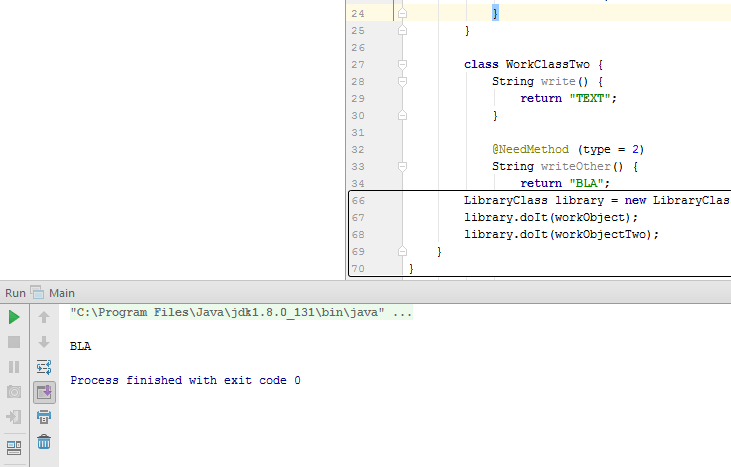 24 }
25 }
26
27 class WorkClassTwo {
28 String write() {
29 return "TEXT";
30 }
31
32 @NeedMethod (type = 2)
33 String writeOther() {
34 return "BLA";
66 LibraryClass library = new LibraryClas
67 library.doIt(workObject);
68 library.doIt(workObjectTwo);
69 }
70 }
Run Main
"C:\Program Files\Java\jdk1.8.0_131\bin\java" ...
BLA
Process finished with exit code 0